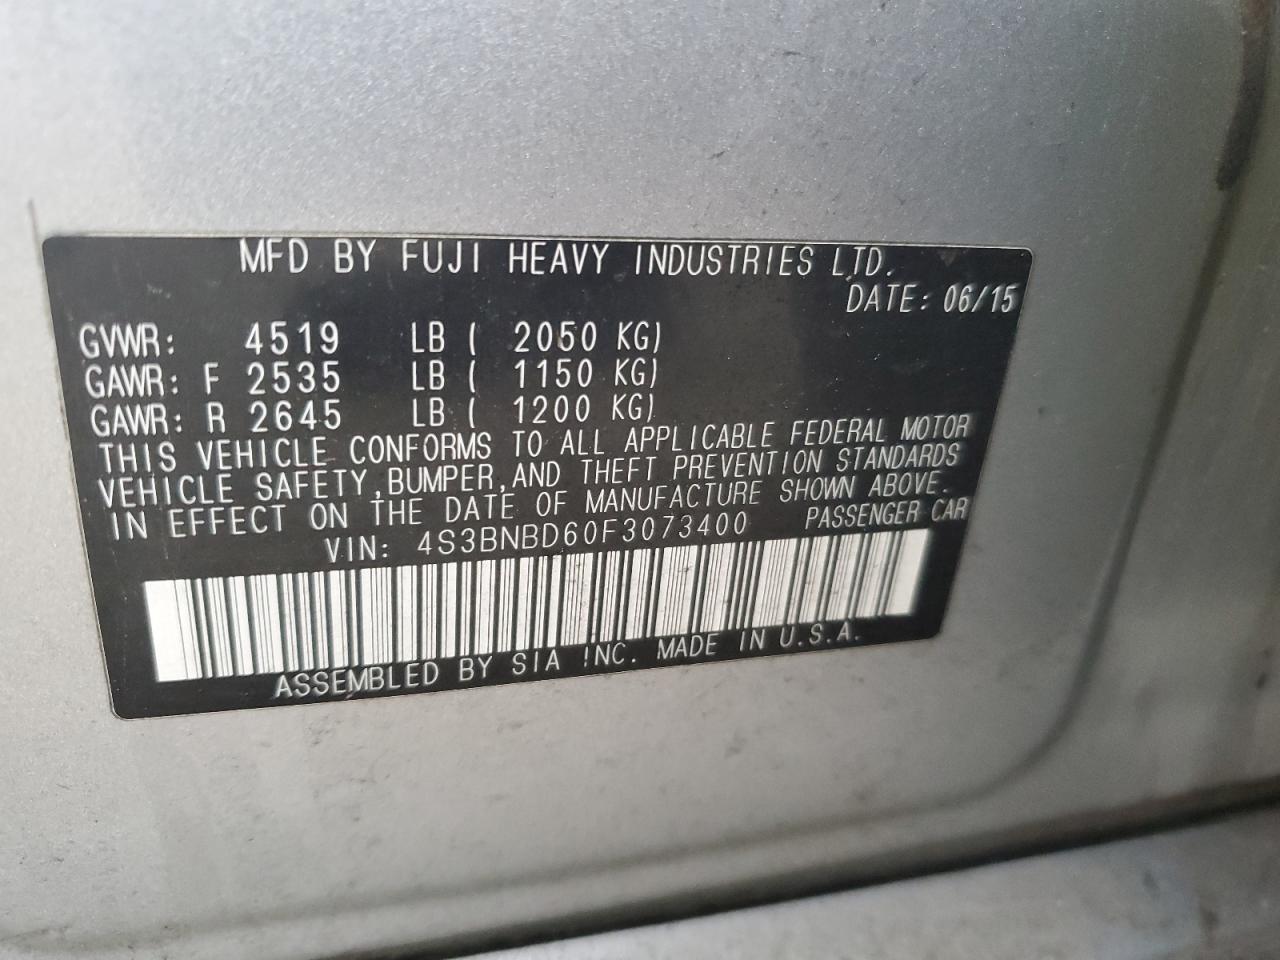 MFD BY FUJI HEAVY INDUSTRIES LTD.
DATE: 06/15
GVWR: 4519 LB ( 2050 KG)
GAWR: F 2535 LB ( 1150 KG)
GAWR: R 2645 LB ( 1200 KG)
THIS VEHICLE CONFORMS TO ALL APPLICABLE FEDERAL MOTOR
VEHICLE SAFETY,BUMPER,AND THEFT PREVENTION STANDARDS
IN EFFECT ON THE DATE OF MANUFACTURE SHOWN ABOVE.
PASSENGER CAR
VIN: 4S3BNBD60F3073400
ASSEMBLED BY SIA INC. MADE IN U.S.A.